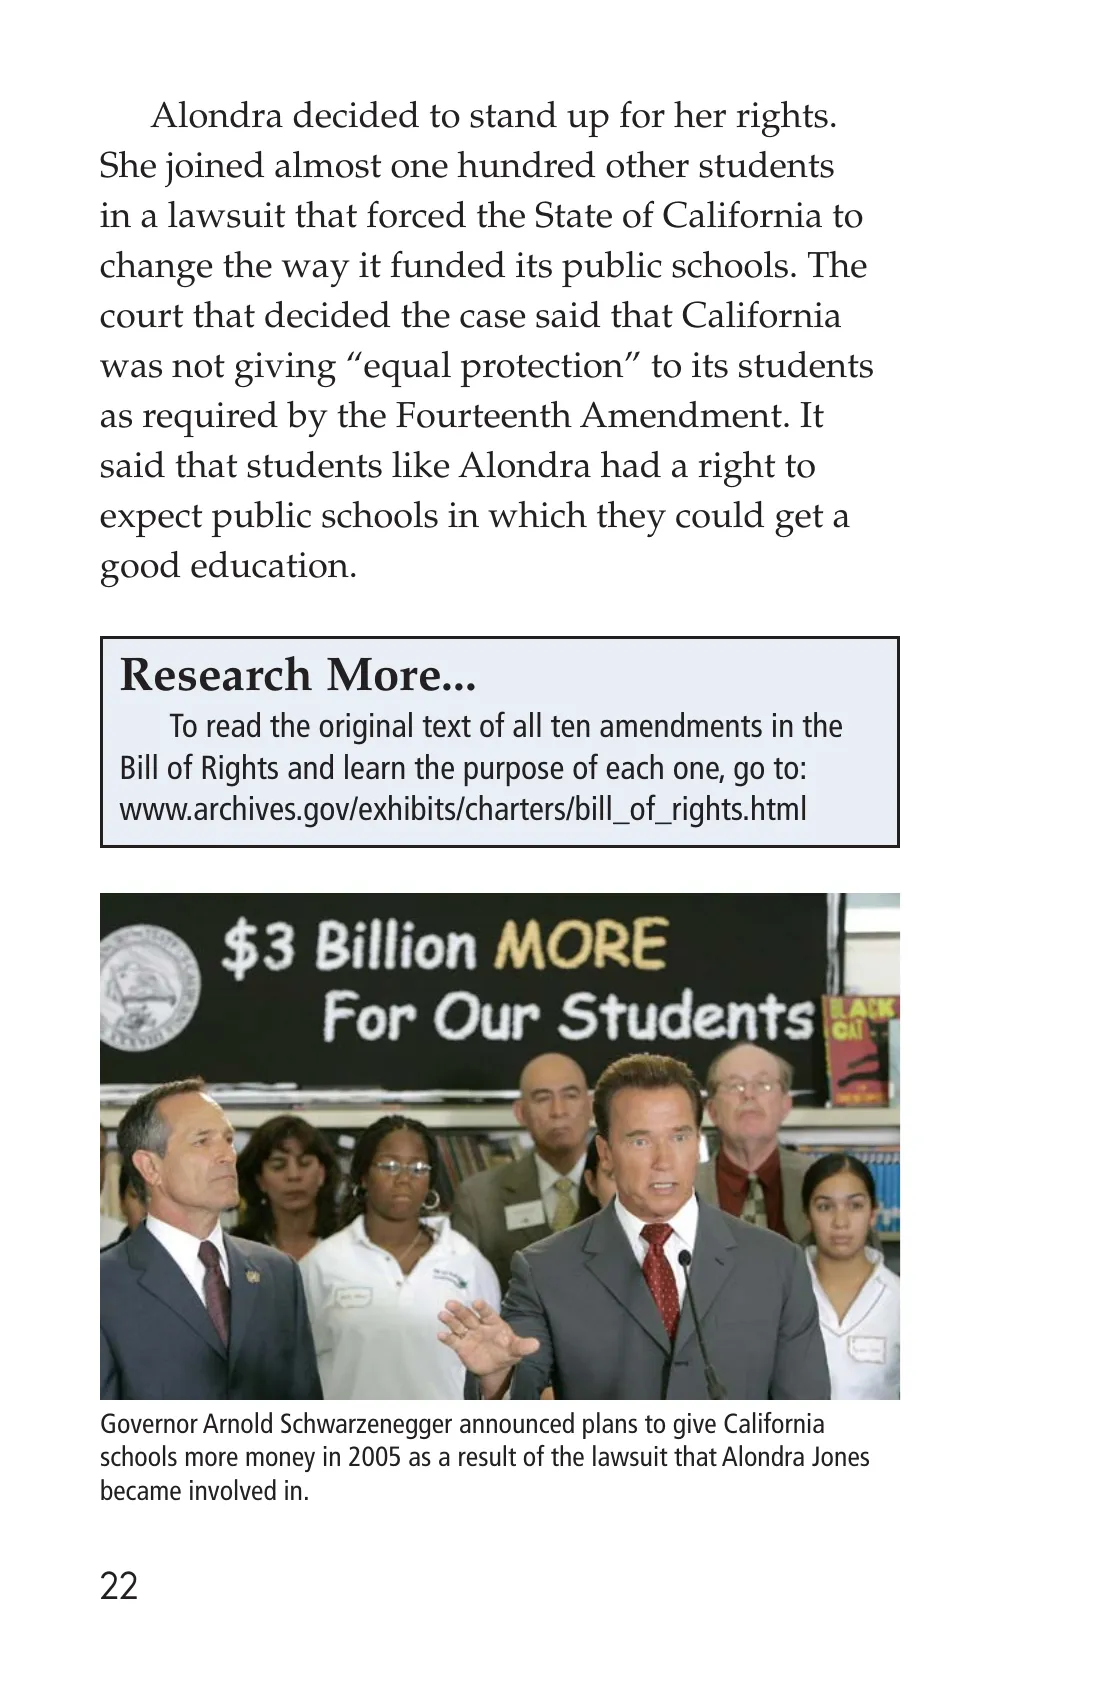 Alondra decided to stand up for her rights.
She joined almost one hundred other students
in a lawsuit that forced the State of California to
change the way it funded its public schools. The
court that decided the case said that California
was not giving “equal protection” to its students
as required by the Fourteenth Amendment. It
said that students like Alondra had a right to
expect public schools in which they could get a
good education.
Research More...
To read the original text of all ten amendments in the
Bill of Rights and learn the purpose of each one, go to:
www.archives.gov/exhibits/charters/bill_of_rights.html
$3 Billion MORE
For Our Students
BLACK
CAT
Governor Arnold Schwarzenegger announced plans to give California
schools more money in 2005 as a result of the lawsuit that Alondra Jones
became involved in.
22